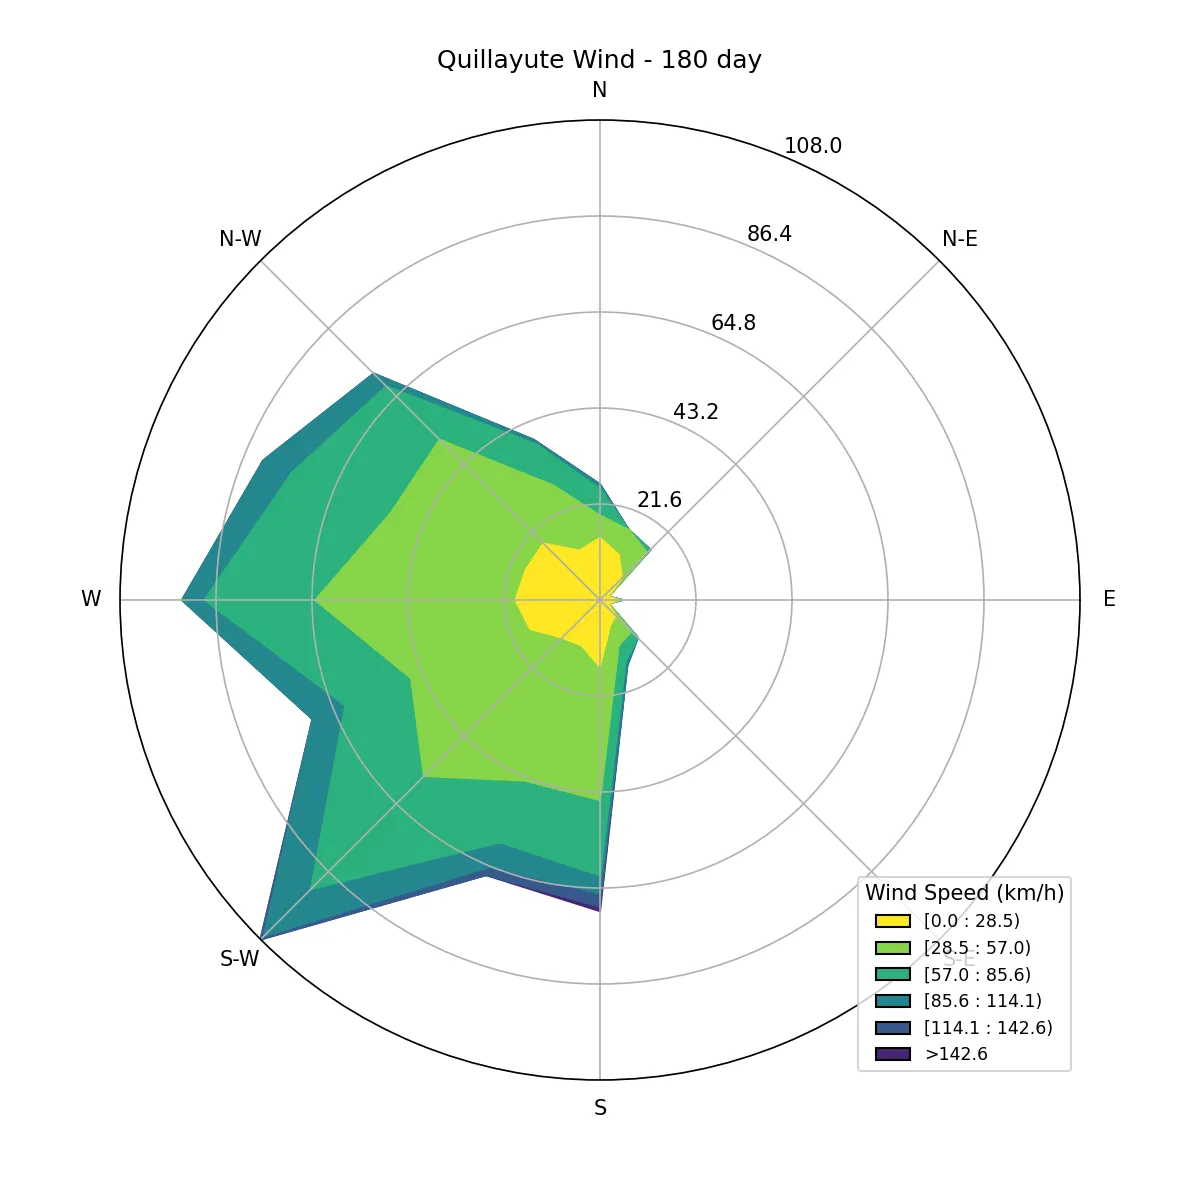 Quillayute Wind - 180 day
N
108.0
N-W
N-E
86.4
64.8
43.2
21.6
W
E
S-W
S-E
S
Wind Speed (km/h)
[0.0 : 28.5)
[28.5 : 57.0)
[57.0 : 85.6)
[85.6 : 114.1)
[114.1 : 142.6)
>142.6